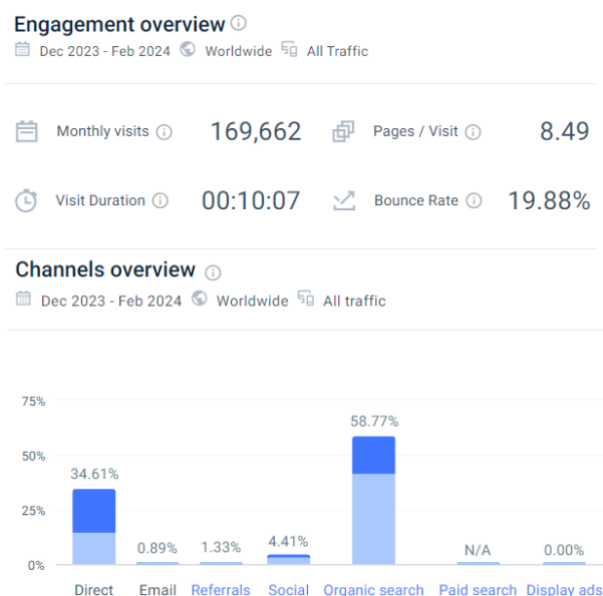 Engagement overview
Dec 2023 - Feb 2024 Worldwide All Traffic
Monthly visits 169,662 Pages / Visit 8.49
Visit Duration 00:10:07 Bounce Rate 19.88%
Channels overview
Dec 2023 - Feb 2024 Worldwide All traffic
75%
58.77%
50%
34.61%
25%
0.89% 1.33% 4.41% N/A 0.00%
0%
Direct Email Referrals Social Organic search Paid search Display ads